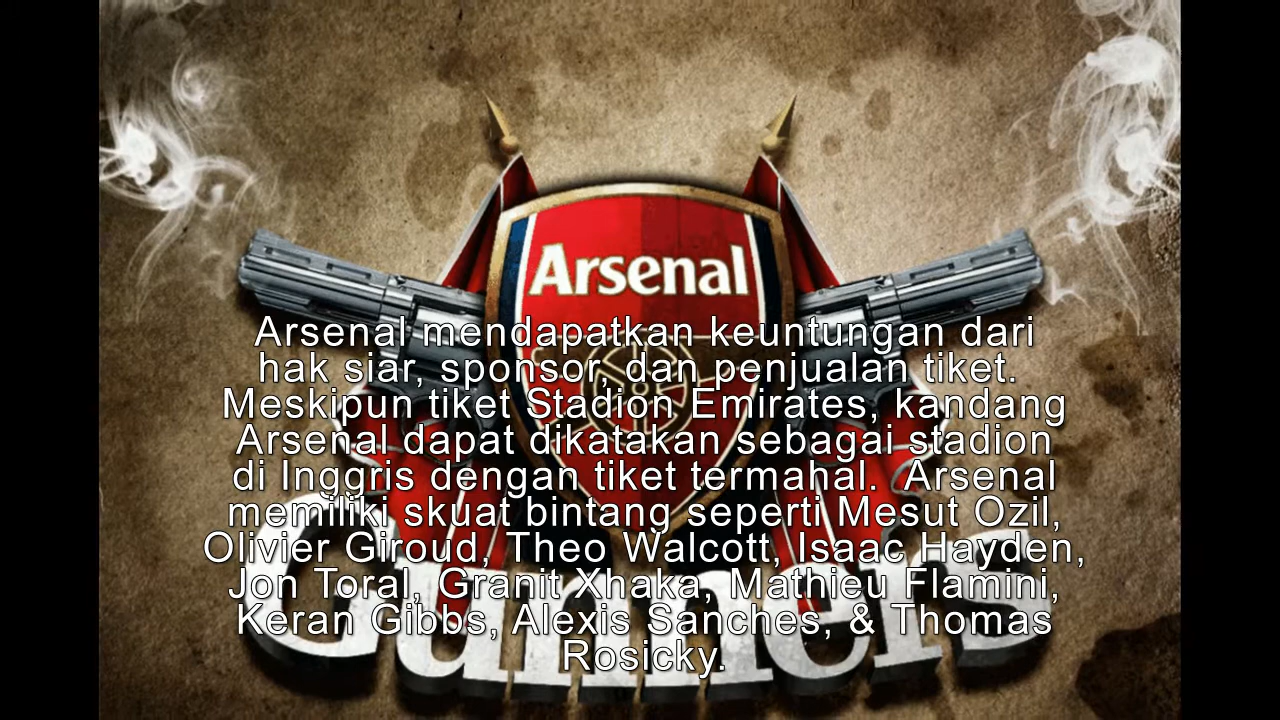 Arsenal
Arsenal mendapatkan keuntungan dari
hak siar, sponsor, dan penjualan tiket.
Meskipun tiket Stadion Emirates, kandang
Arsenal dapat dikatakan sebagai stadion
di Inggris dengan tiket termahal.  Arsenal
memiliki skuat bintang seperti Mesut Ozil,
Olivier Giroud, Theo Walcott, Isaac Hayden,
Jon Toral, Granit Xhaka, Mathieu Flamini,
Keran Gibbs, Alexis Sanches, & Thomas
Rosicky.
Gunners